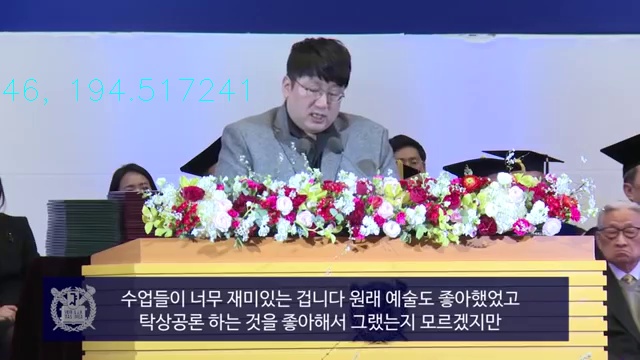 46, 194.517241
수업들이 너무 재미있는 겁니다 원래 예술도 좋아했었고
탁상공론 하는 것을 좋아해서 그랬는지 모르겠지만